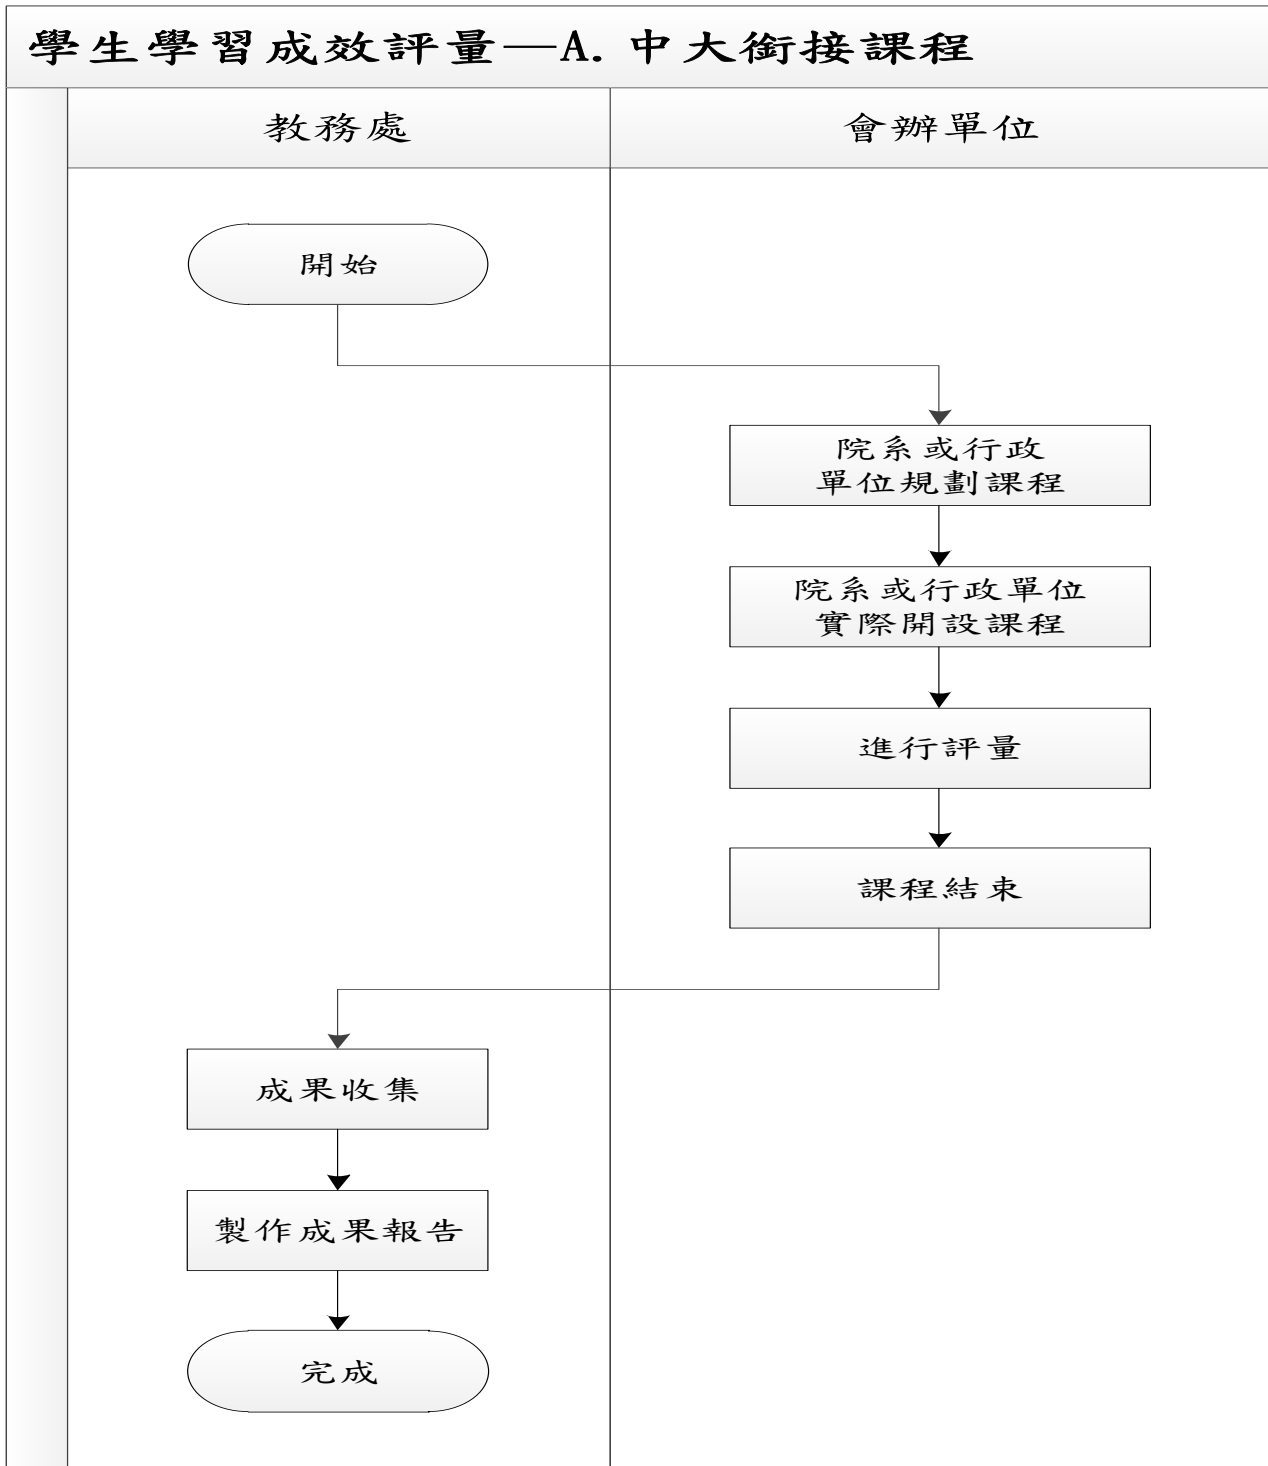 學生學習成效評量—A.中大銜接課程
教務處
會辦單位
開始
院系或行政
單位規劃課程
院系或行政單位
實際開設課程
進行評量
課程結束
成果收集
製作成果報告
完成